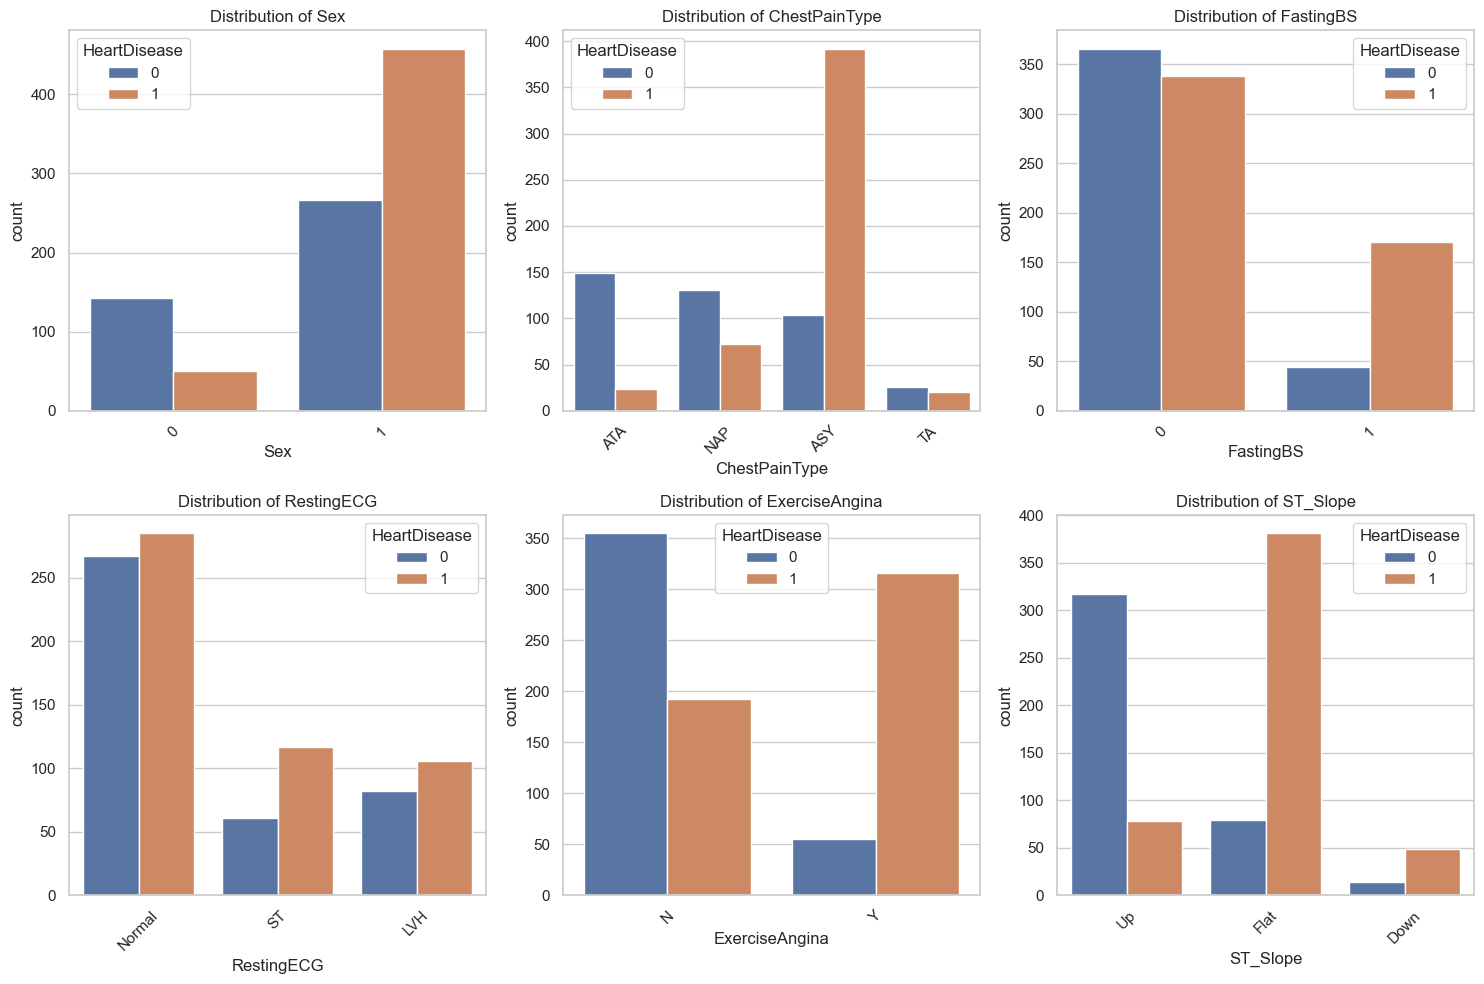 Distribution of Sex
HeartDisease
0
1
400
300
200
100
0
count
0
1
Sex
Distribution of ChestPainType
HeartDisease
0
1
400
350
300
250
200
150
100
50
0
count
ATA
NAP
ASY
TA
ChestPainType
Distribution of FastingBS
HeartDisease
0
1
350
300
250
200
150
100
50
0
count
0
1
FastingBS
Distribution of RestingECG
HeartDisease
0
1
250
200
150
100
50
0
count
Normal
ST
LVH
RestingECG
Distribution of ExerciseAngina
HeartDisease
0
1
350
300
250
200
150
100
50
0
count
N
Y
ExerciseAngina
Distribution of ST_Slope
HeartDisease
0
1
400
350
300
250
200
150
100
50
0
count
Up
Flat
Down
ST_Slope